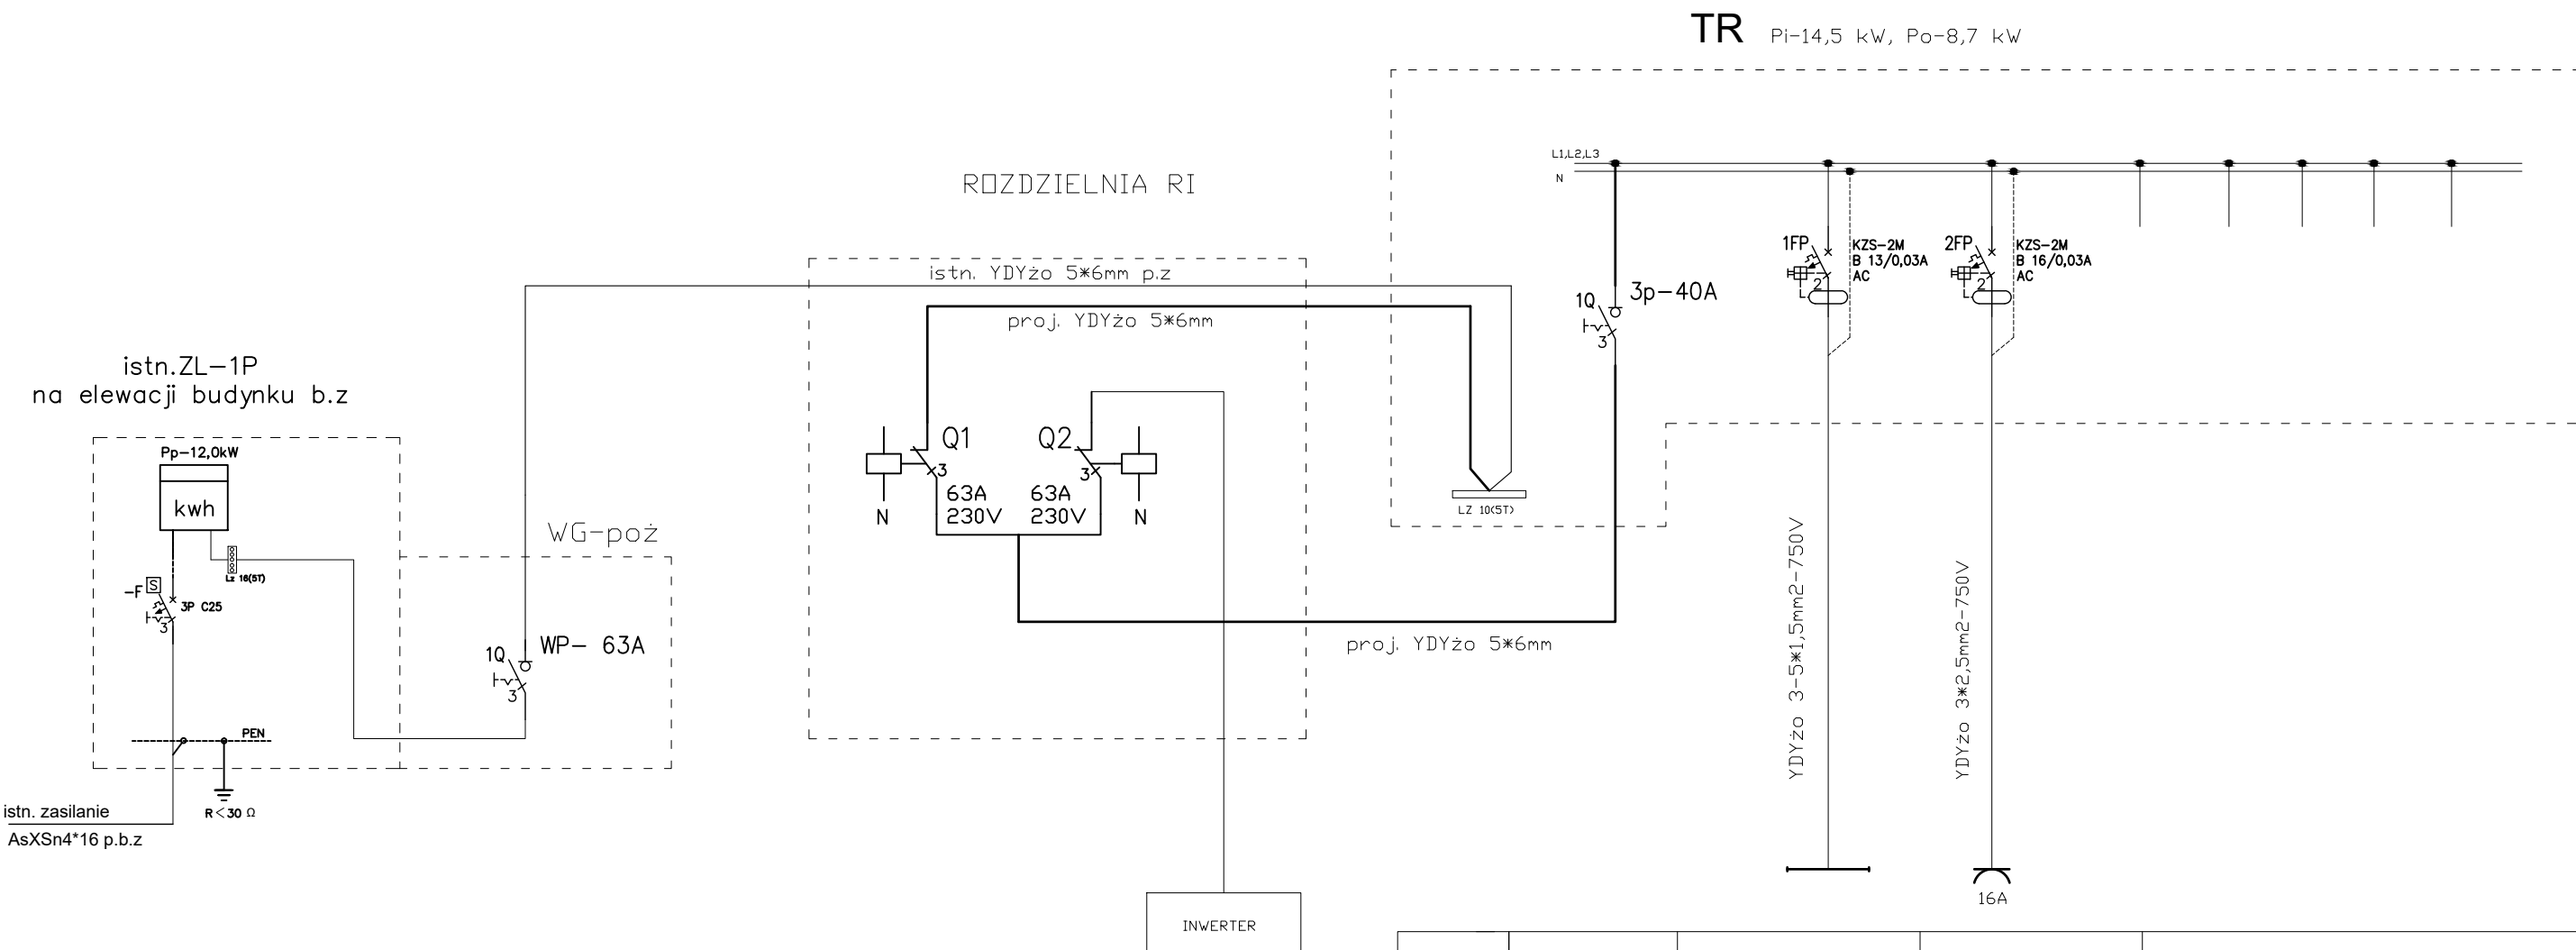 TR Pi-14,5 kW, Po-8,7 kW
L1,L2,L3
N
ROZDZIELNIA RI
istn. YDYżo 5*6mm p.z
proj. YDYżo 5*6mm
1FP
KZS-2M
B 13/0,03A
AC
2
2FP
KZS-2M
B 16/0,03A
AC
2
1Q
3p-40A
3
istn.ZL-1P
na elewacji budynku b.z
Pp-12,0kW
kwh
Lz 16(5T)
-F
S
3P C25
3
PEN
R<30 Ω
istn. zasilanie
AsXSn4*16 p.b.z
WG-poż
1Q
WP- 63A
3
Q1
3
63A
230V
N
Q2
3
63A
230V
N
LZ 10(5T)
proj. YDYżo 5*6mm
YDYżo 3-5*1,5mm2-750V
YDYżo 3*2,5mm2-750V
16A
INWERTER